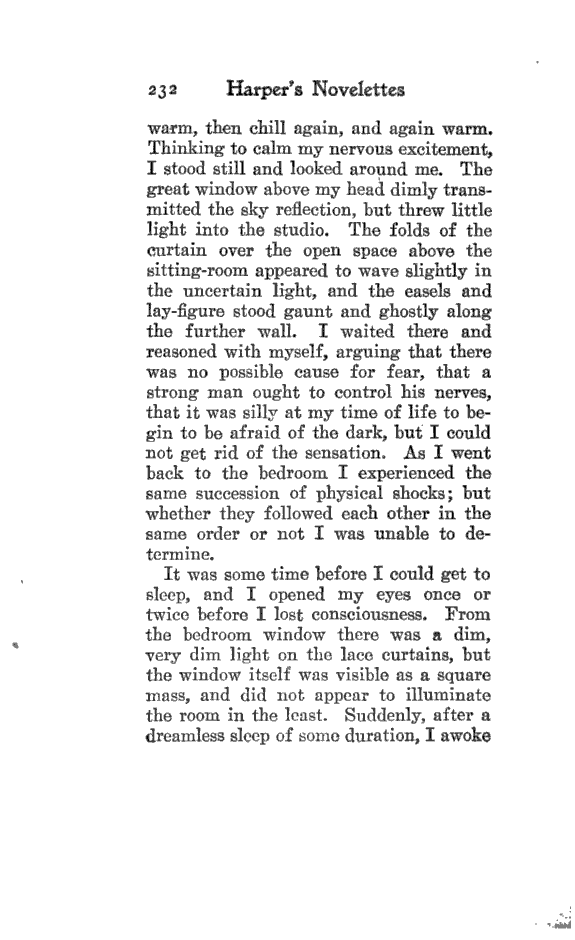 232 Harper's Novelettes
warm, then chill again, and again warm.
Thinking to calm my nervous excitement,
I stood still and looked around me. The
great window above my head dimly trans-
mitted the sky reflection, but threw little
light into the studio. The folds of the
curtain over the open space above the
sitting-room appeared to wave slightly in
the uncertain light, and the easels and
lay-figure stood gaunt and ghostly along
the further wall. I waited there and
reasoned with myself, arguing that there
was no possible cause for fear, that a
strong man ought to control his nerves,
that it was silly at my time of life to be-
gin to be afraid of the dark, but I could
not get rid of the sensation. As I went
back to the bedroom I experienced the
same succession of physical shocks; but
whether they followed each other in the
same order or not I was unable to de-
termine.
It was some time before I could get to
sleep, and I opened my eyes once or
twice before I lost consciousness. From
the bedroom window there was a dim,
very dim light on the lace curtains, but
the window itself was visible as a square
mass, and did not appear to illuminate
the room in the least. Suddenly, after a
dreamless sleep of some duration, I awoke